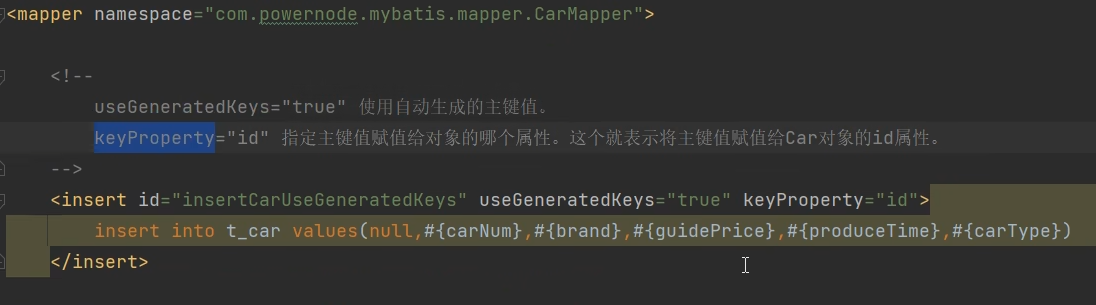 <mapper namespace="com.powernode.mybatis.mapper.CarMapper">
<!--
useGeneratedKeys="true" 使用自动生成的主键值。
keyProperty="id" 指定主键值赋值给对象的哪个属性。这个就表示将主键值赋值给Car对象的id属性。
-->
<insert id="insertCarUseGeneratedKeys" useGeneratedKeys="true" keyProperty="id">
insert into t_car values(null,#{carNum},#{brand},#{guidePrice},#{produceTime},#{carType})
</insert>